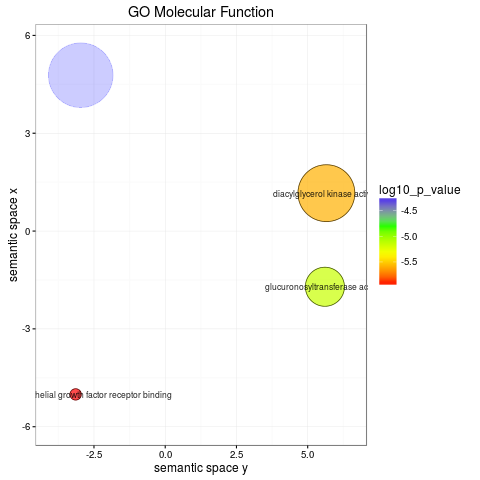 GO Molecular Function
6
3
0
-3
-6
semantic space x
diacylglycerol kinase acti
glucuronosyltransferase ac
helial growth factor receptor binding
-2.5
0.0
2.5
5.0
semantic space y
log10_p_value
-4.5
-5.0
-5.5